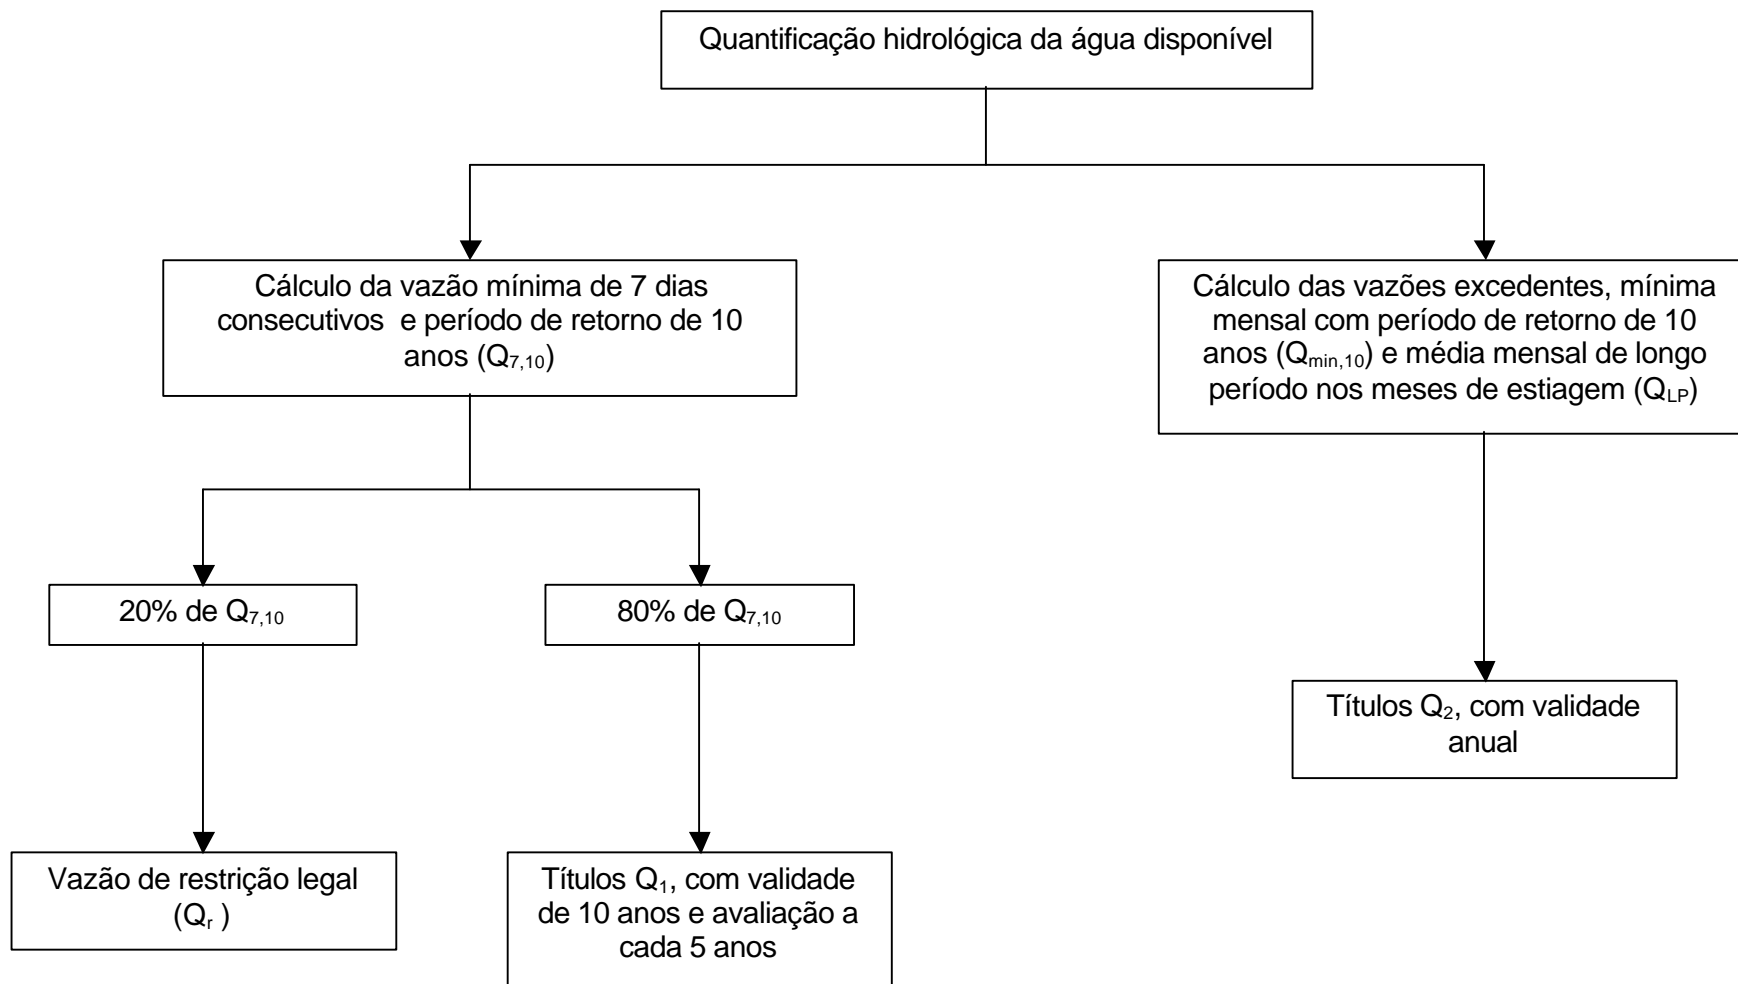 Quantificação hidrológica da água disponível
Cálculo da vazão mínima de 7 dias
consecutivos e período de retorno de 10
anos (Q7,10)
Cálculo das vazões excedentes, mínima
mensal com período de retorno de 10
anos (Qmin,10) e média mensal de longo
período nos meses de estiagem (QLP)
20% de Q7,10
80% de Q7,10
Títulos Q2, com validade
anual
Vazão de restrição legal
(Qr )
Títulos Q1, com validade
de 10 anos e avaliação a
cada 5 anos